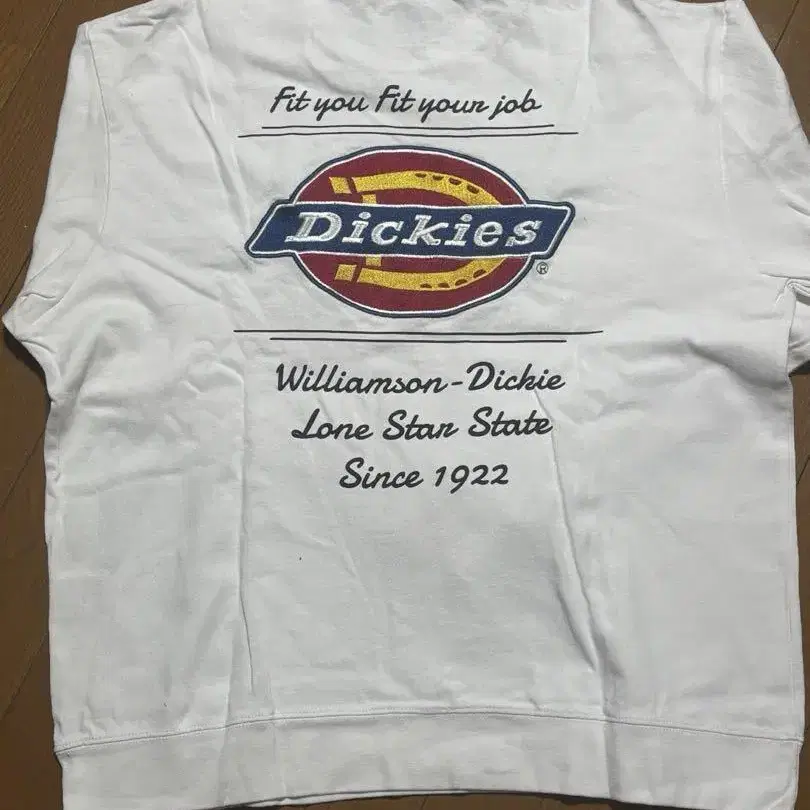 Fit you Fit your job
Dickies
®
Williamson-Dickie
Lone Star State
Since 1922